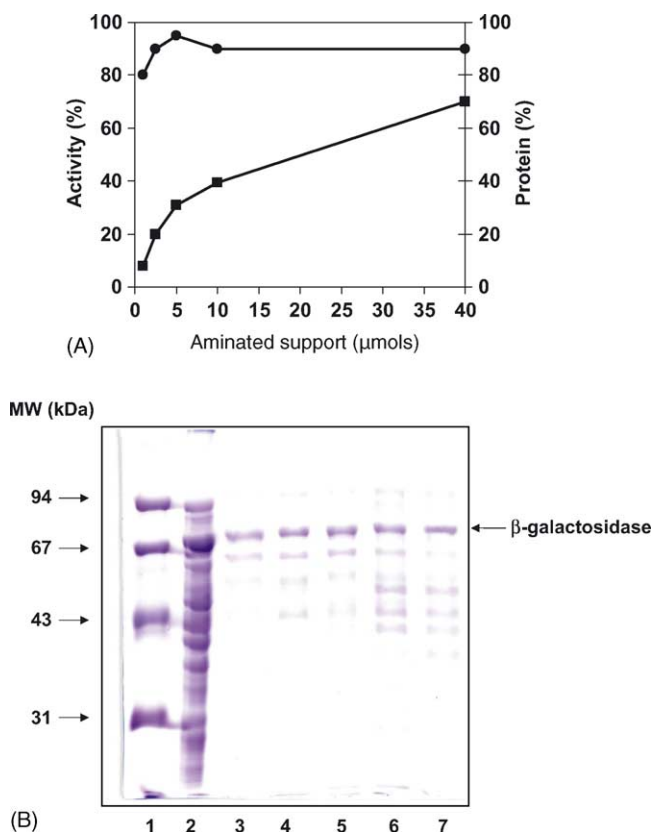 100
100
80
80
60
60
40
40
20
20
0
0
0 5 10 15 20 25 30 35 40
Activity (%)
Protein (%)
Aminated support (μmols)
(A)
MW (kDa)
94
β-galactosidase
67
43
31
(B)
1 2 3 4 5 6 7